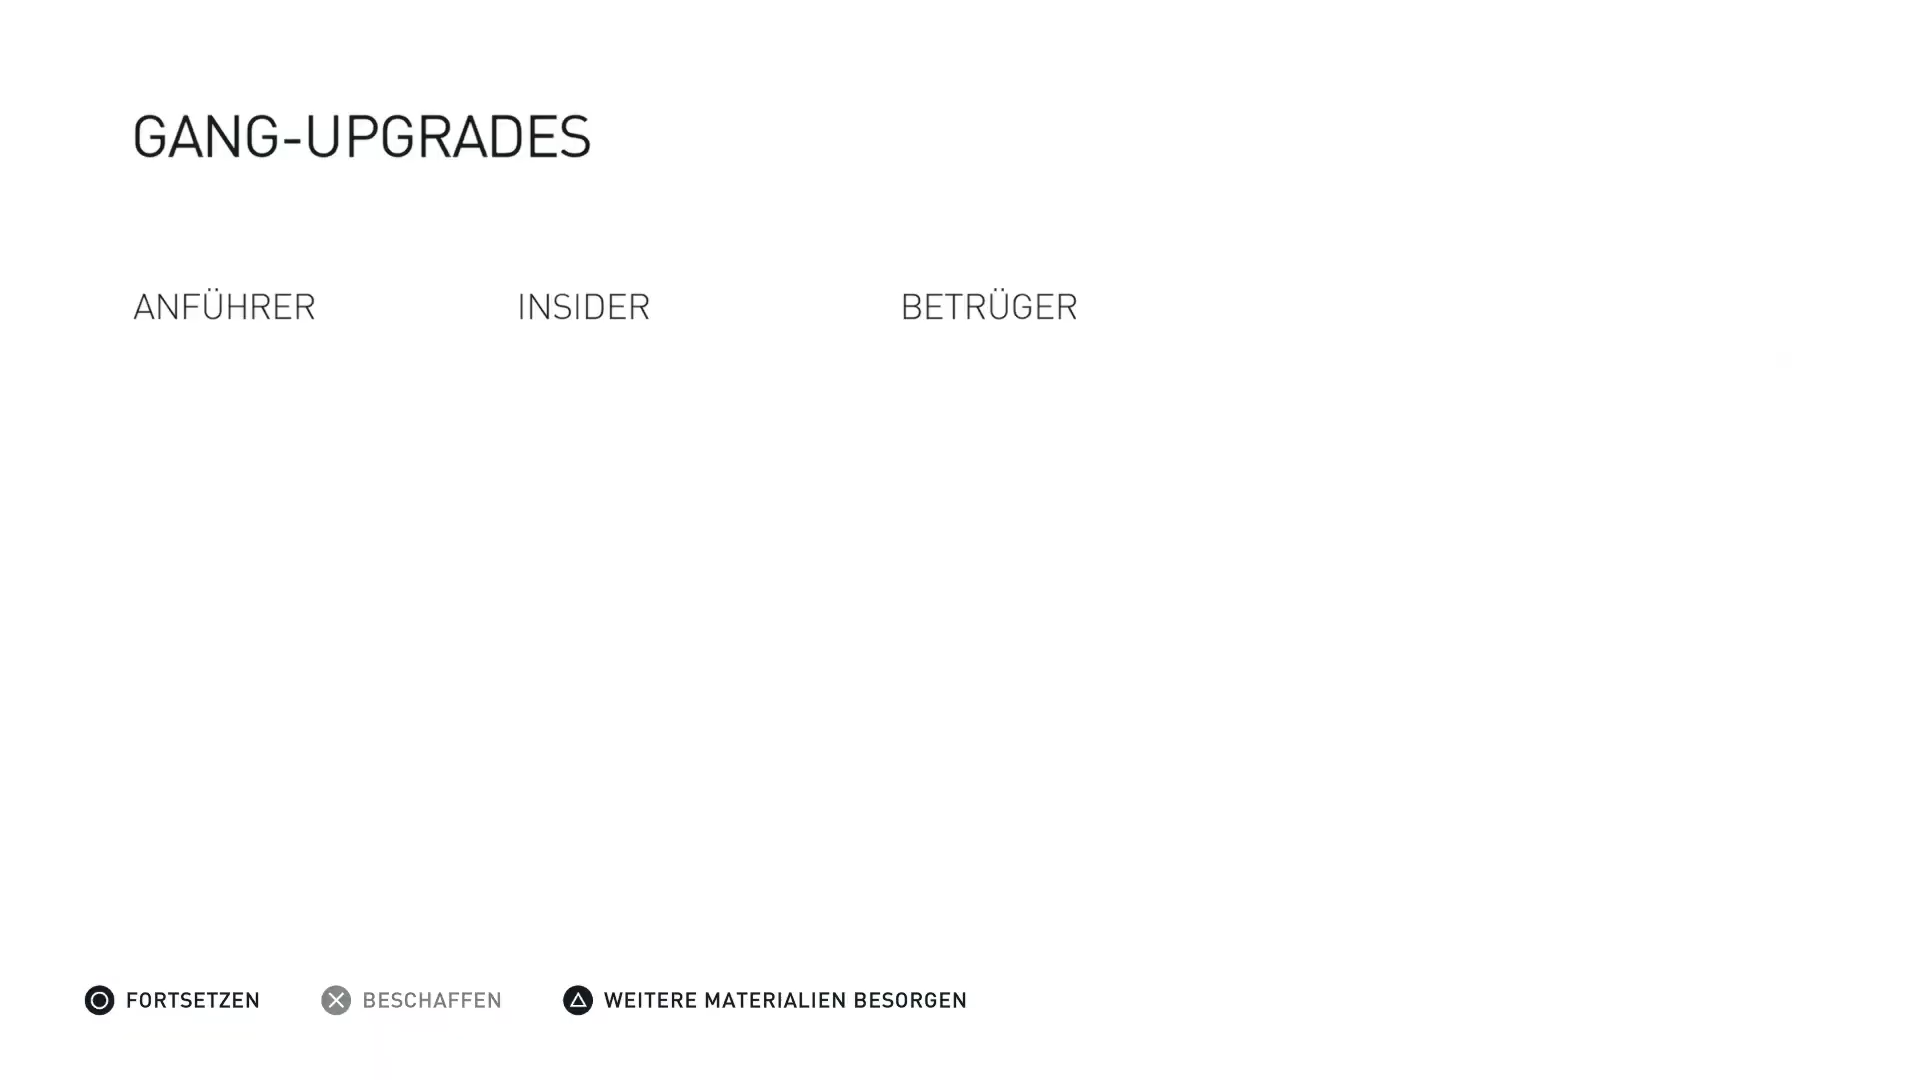 GANG-UPGRADES
ANFÜHRER INSIDER BETRÜGER
FORTSETZEN BESCHAFFEN WEITERE MATERIALIEN BESORGEN